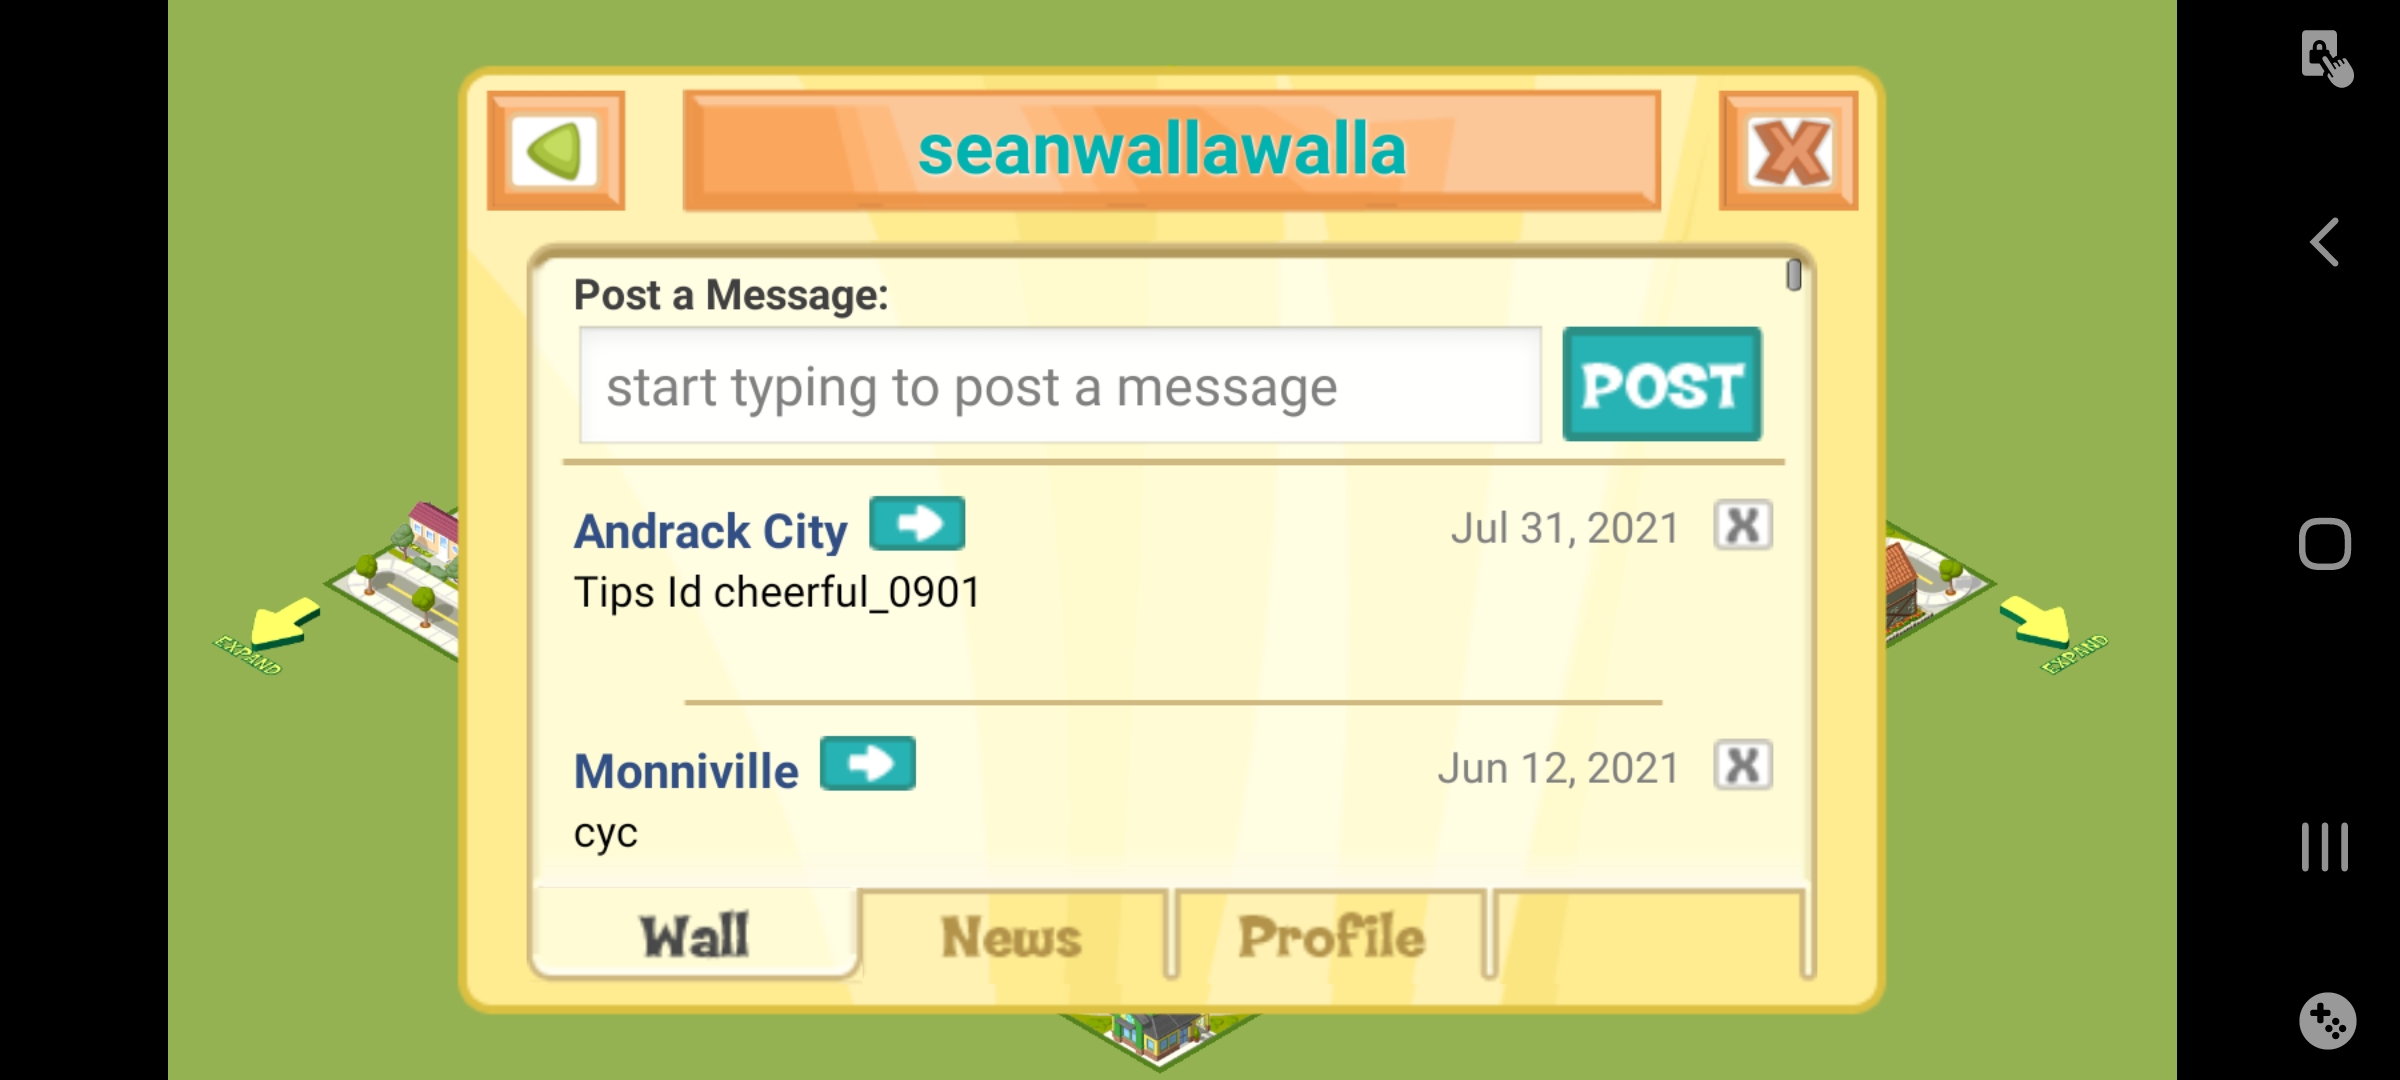 seanwallawalla
Post a Message:
start typing to post a message
POST
Andrack City
Jul 31, 2021
X
Tips Id cheerful_0901
Monniville
Jun 12, 2021
X
cyc
EXPAND
EXPAND
Wall
News
Profile